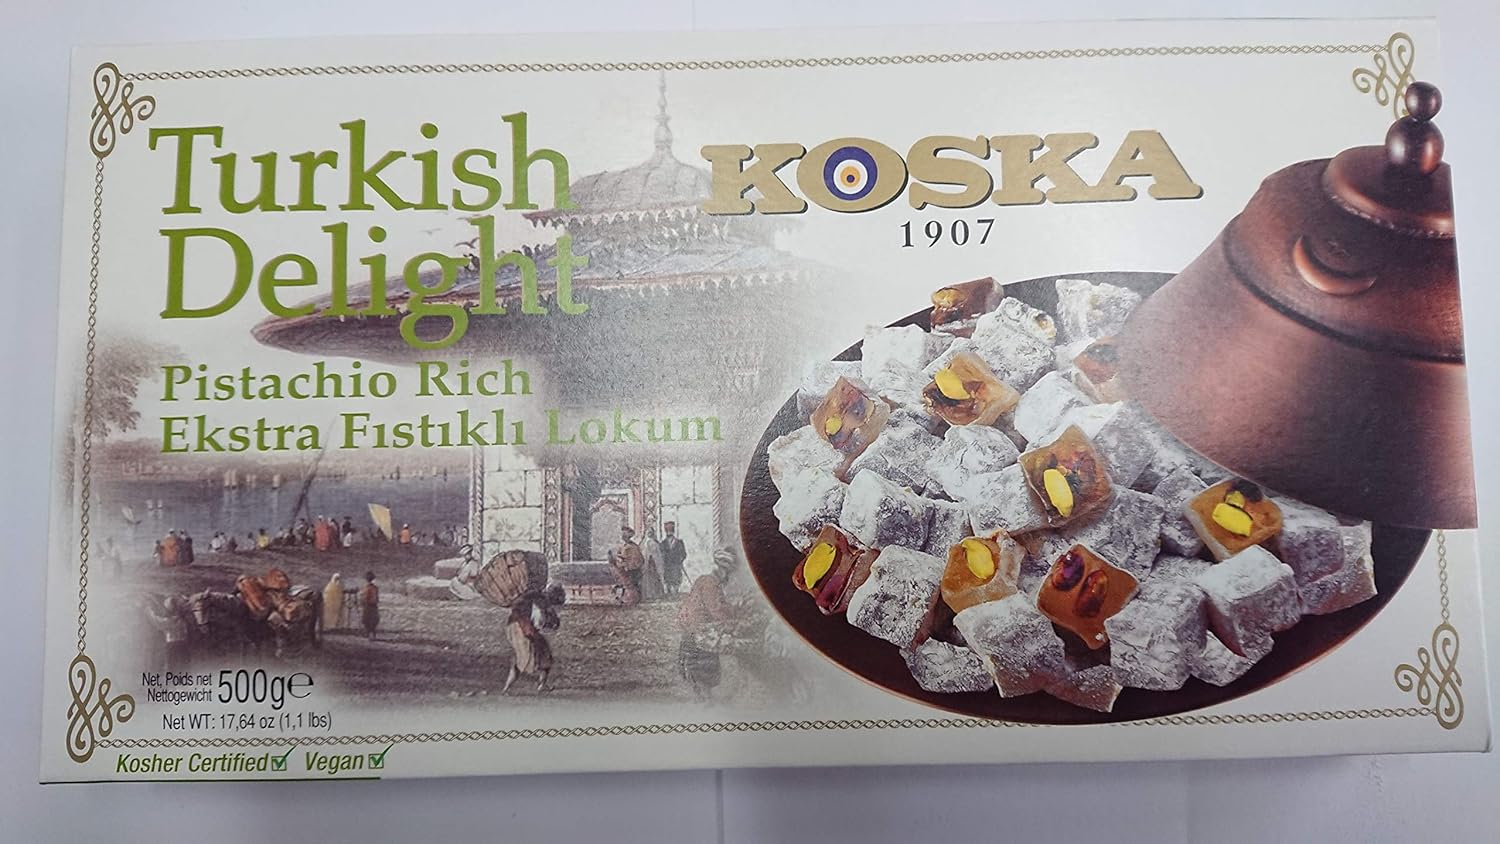 Turkish
Delight
Pistachio Rich
Ekstra Fıstıklı Lokum
KOSKA
1907
Net, Poids net
Nettogewicht 500g℮
Net WT: 17,64 oz (1,1 lbs)
Kosher Certified☑ Vegan☑